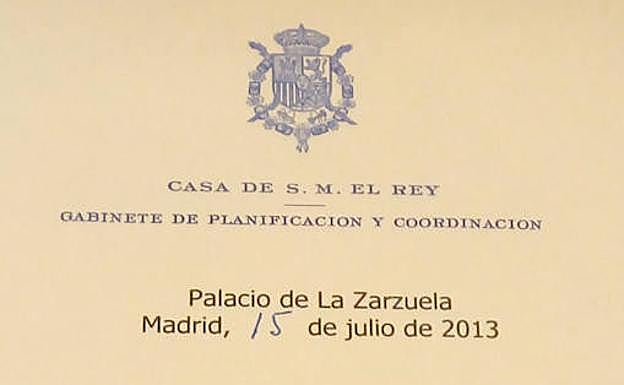 CASA DE S. M. EL REY
GABINETE DE PLANIFICACION Y COORDINACION
Palacio de La Zarzuela
Madrid, 15 de julio de 2013